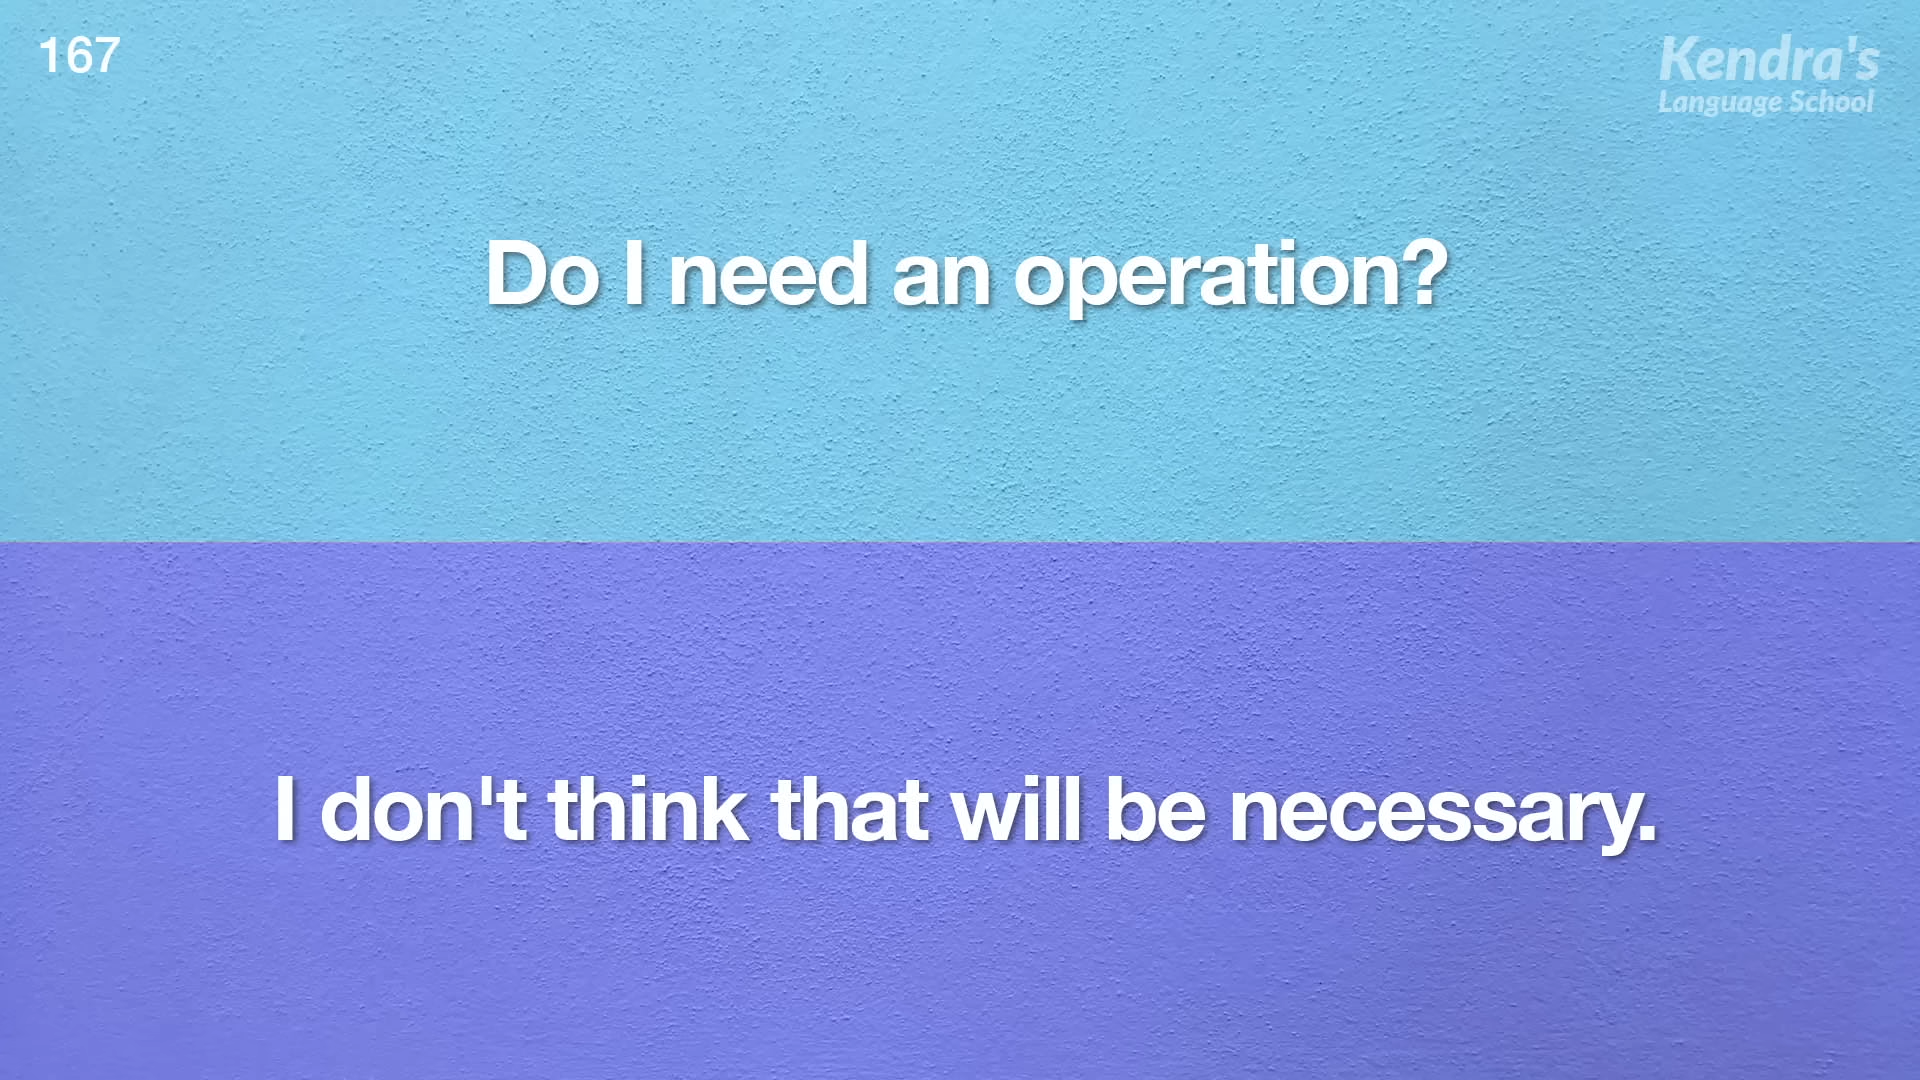 167
Kendra's
Language School
Do I need an operation?
I don't think that will be necessary.